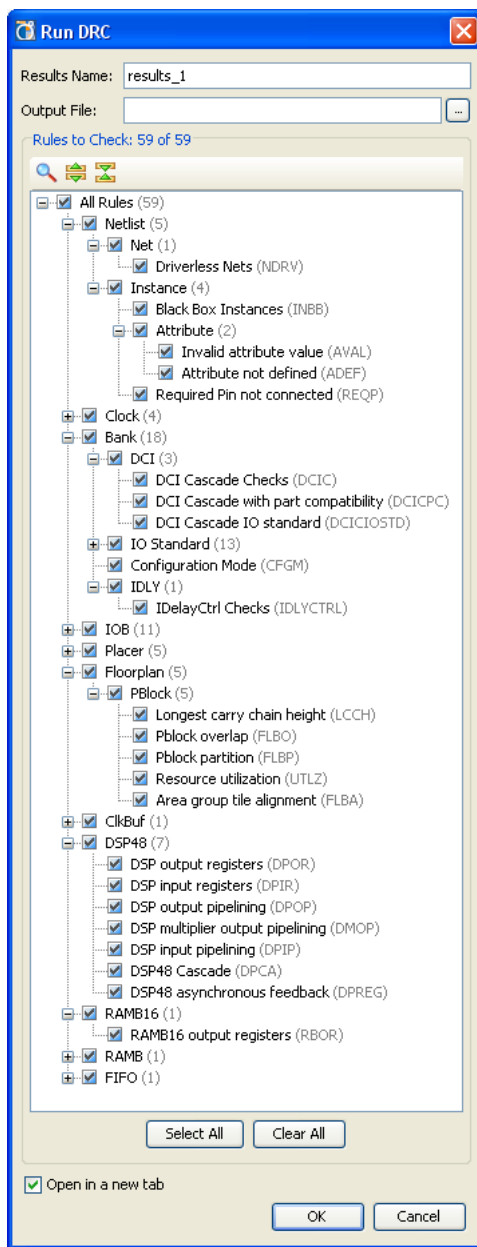 Run DRC
Results Name: results_1
Output File: ...
Rules to Check: 59 of 59
All Rules (59)
Netlist (5)
Net (1)
Driverless Nets (NDRV)
Instance (4)
Black Box Instances (INBB)
Attribute (2)
Invalid attribute value (AVAL)
Attribute not defined (ADEF)
Required Pin not connected (REQP)
Clock (4)
Bank (18)
DCI (3)
DCI Cascade Checks (DCIC)
DCI Cascade with part compatibility (DCICPC)
DCI Cascade IO standard (DCICIOSTD)
IO Standard (13)
Configuration Mode (CFGM)
IDLY (1)
IDelayCtrl Checks (IDLYCTRL)
IOB (11)
Placer (5)
Floorplan (5)
PBlock (5)
Longest carry chain height (LCCH)
Pblock overlap (FLBO)
Pblock partition (FLBP)
Resource utilization (UTLZ)
Area group tile alignment (FLBA)
ClkBuf (1)
DSP48 (7)
DSP output registers (DPOR)
DSP input registers (DPIR)
DSP output pipelining (DPOP)
DSP multiplier output pipelining (DMOP)
DSP input pipelining (DPIP)
DSP48 Cascade (DPCA)
DSP48 asynchronous feedback (DPREG)
RAMB16 (1)
RAMB16 output registers (RBOR)
RAMB (1)
FIFO (1)
Select All Clear All
Open in a new tab
OK Cancel